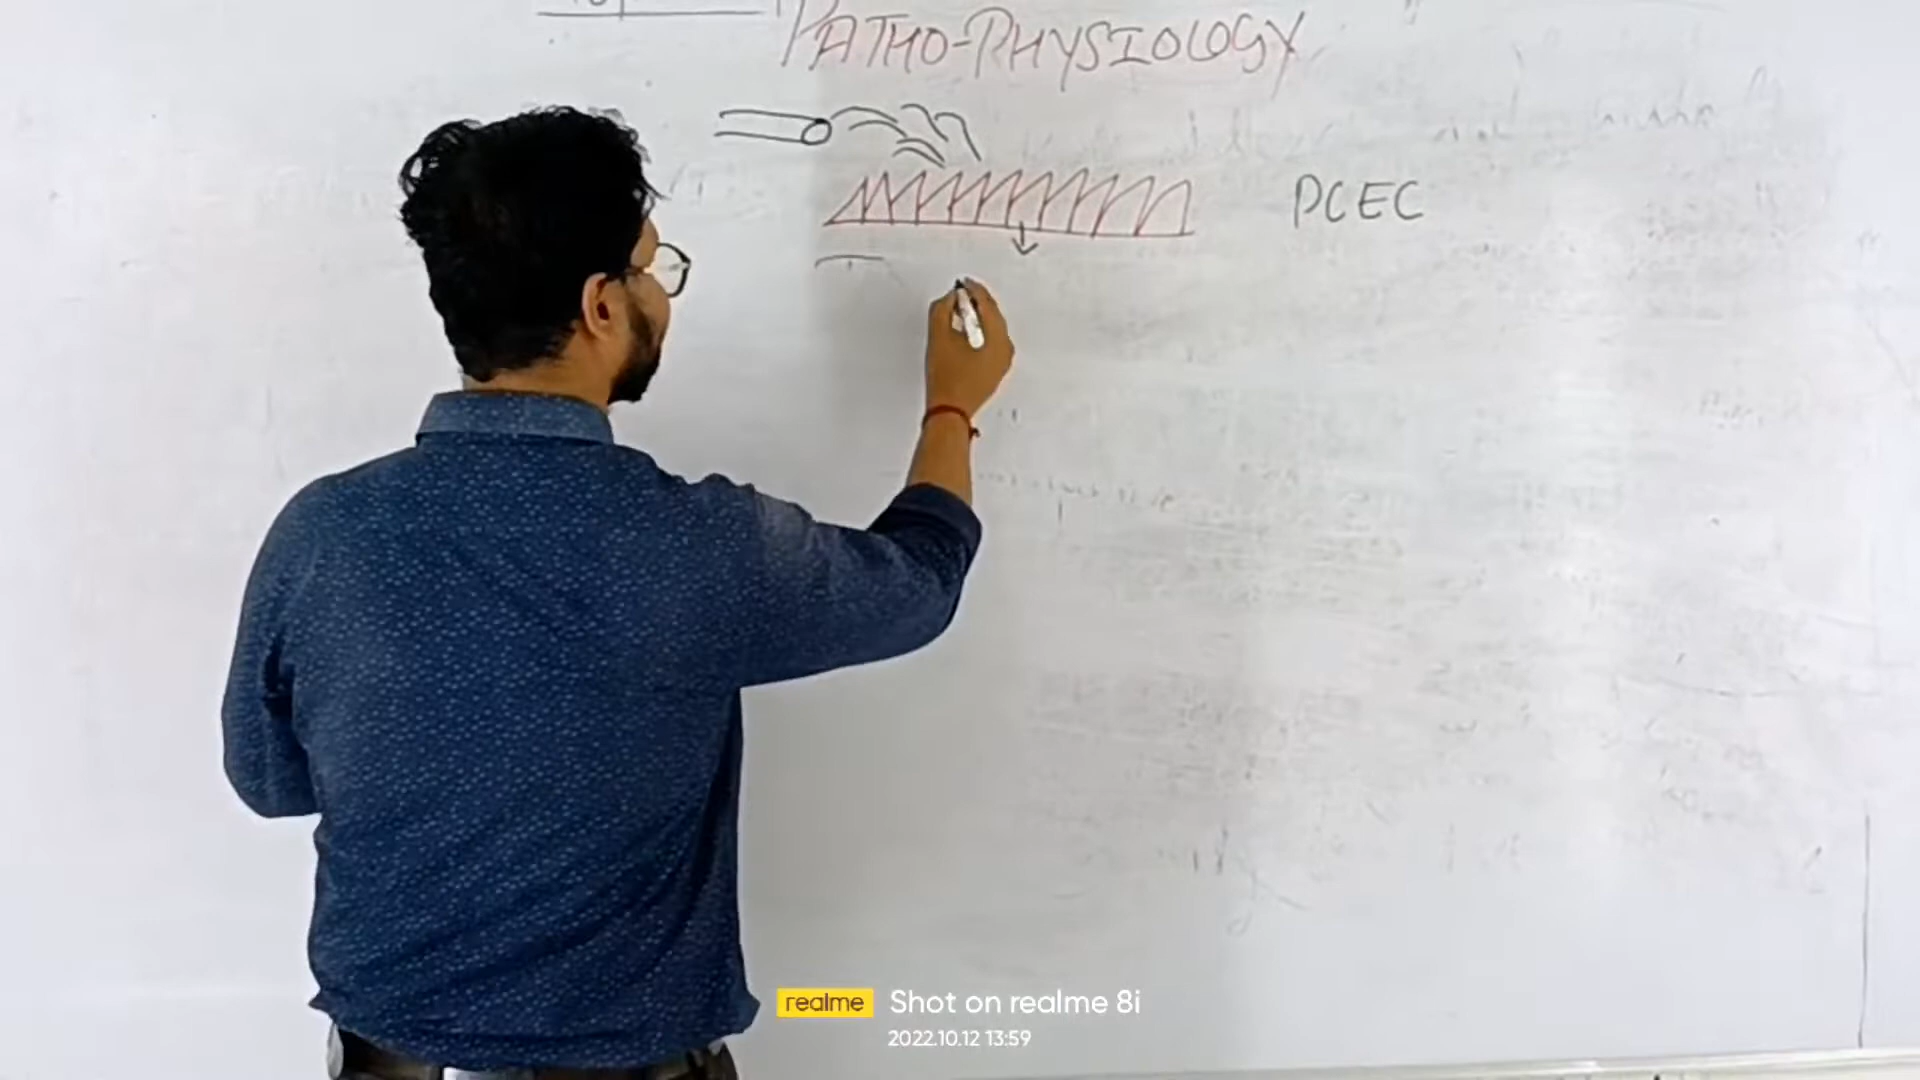 PATHO-PHYSIOLOGY
PCEC
realme Shot on realme 8i
2022.10.12 13:59